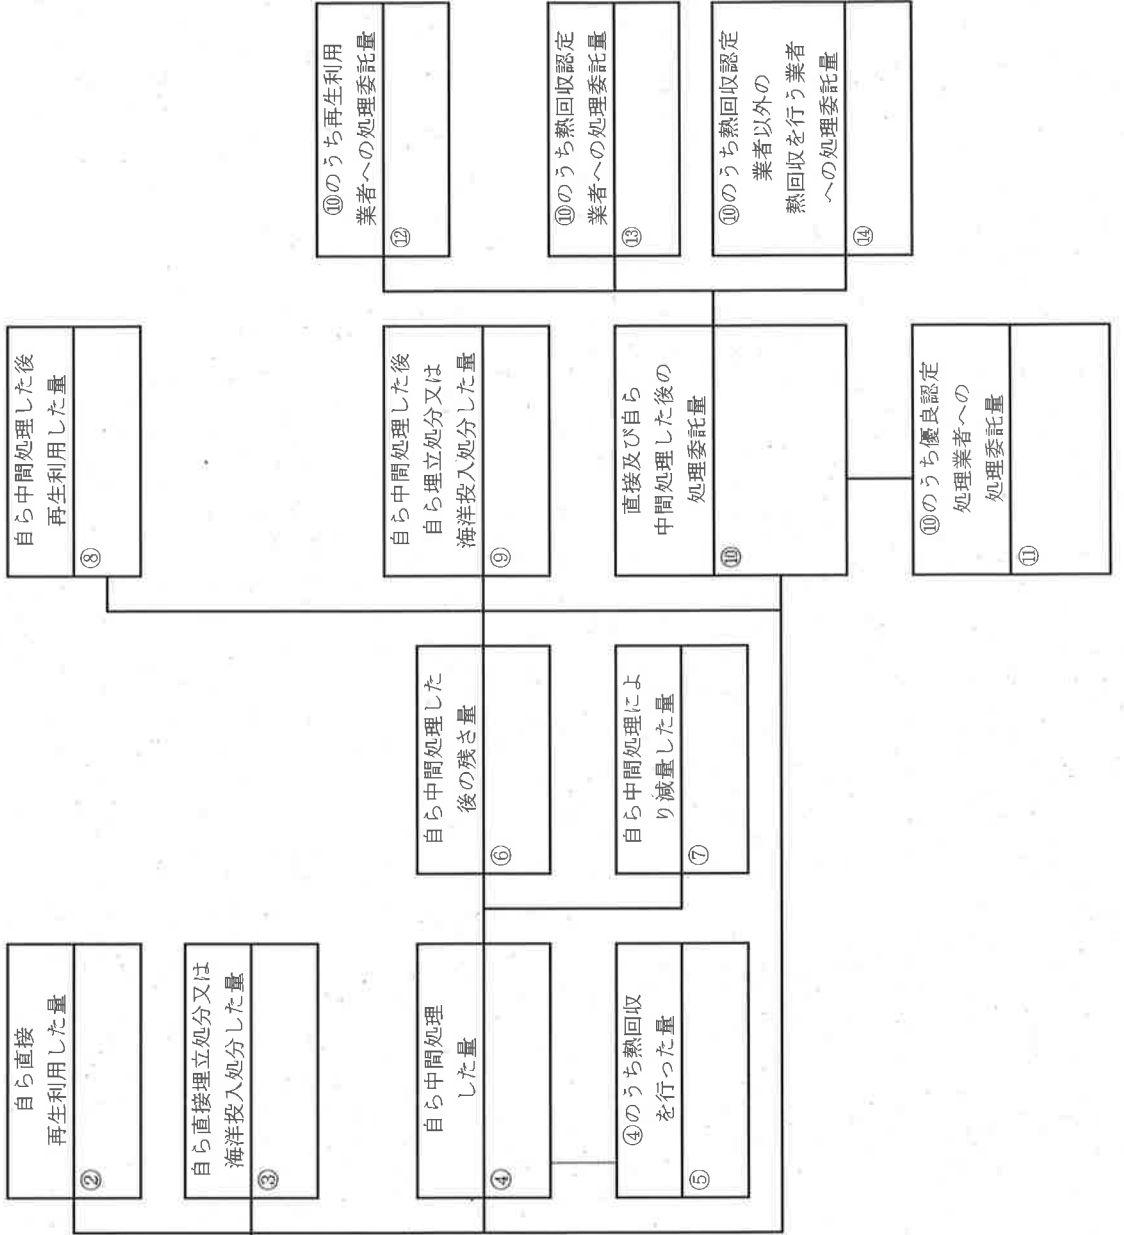 自ら直接
再生利用した量
②
自ら直接埋立処分又は
海洋投入処分した量
③
自ら中間処理
した量
④
④のうち熱回収
を行った量
⑤
自ら中間処理した
後の残さ量
⑥
自ら中間処理によ
り減量した量
⑦
自ら中間処理した後
再生利用した量
⑧
自ら中間処理した後
自ら埋立処分又は
海洋投入処分した量
⑨
直接及び自ら
中間処理した後の
処理委託量
⑩
⑩のうち優良認定
処理業者への
処理委託量
⑪
⑩のうち再生利用
業者への処理委託量
⑫
⑩のうち熱回収認定
業者への処理委託量
⑬
⑩のうち熱回収認定
業者以外の
熱回収を行う業者
への処理委託量
⑭